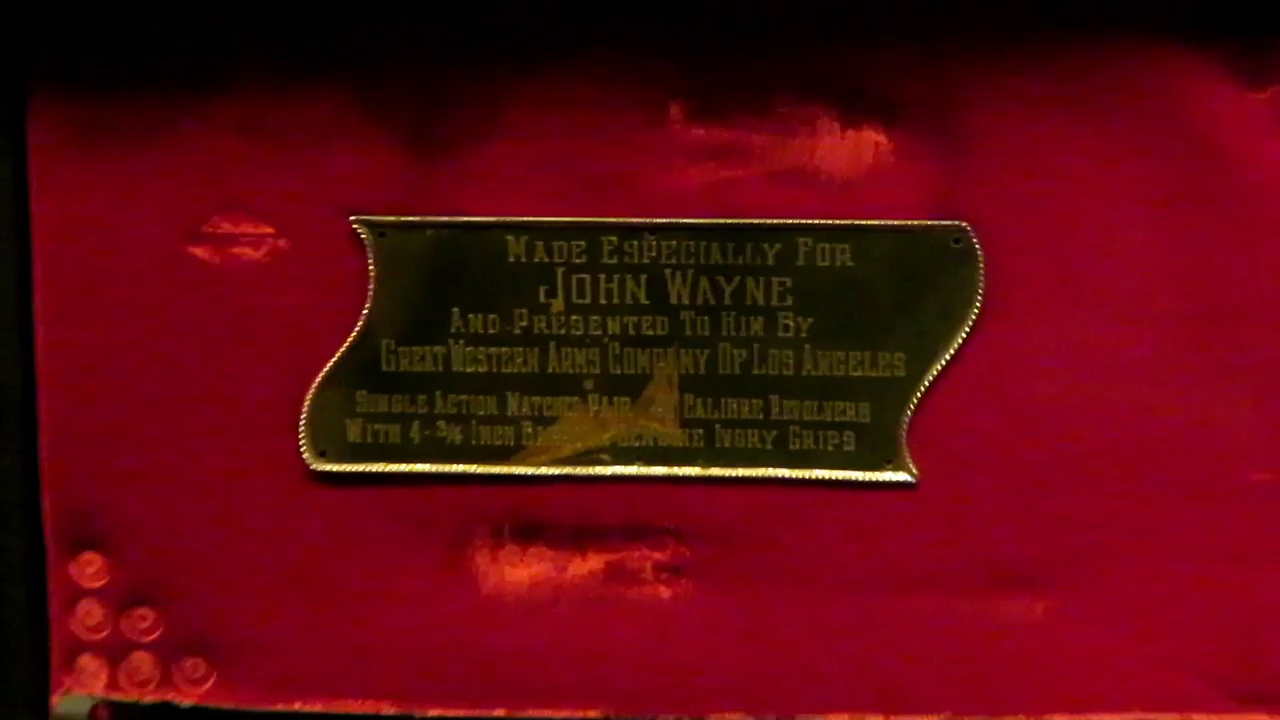 MADE ESPECIALLY FOR
JOHN WAYNE
AND PRESENTED TO HIM BY
GREAT WESTERN ARMS COMPANY OF LOS ANGELES
SINGLE ACTION MATCHED PAIR CALIBRE REVOLVERS
WITH 4-3/4 INCH GENUINE IVORY GRIPS